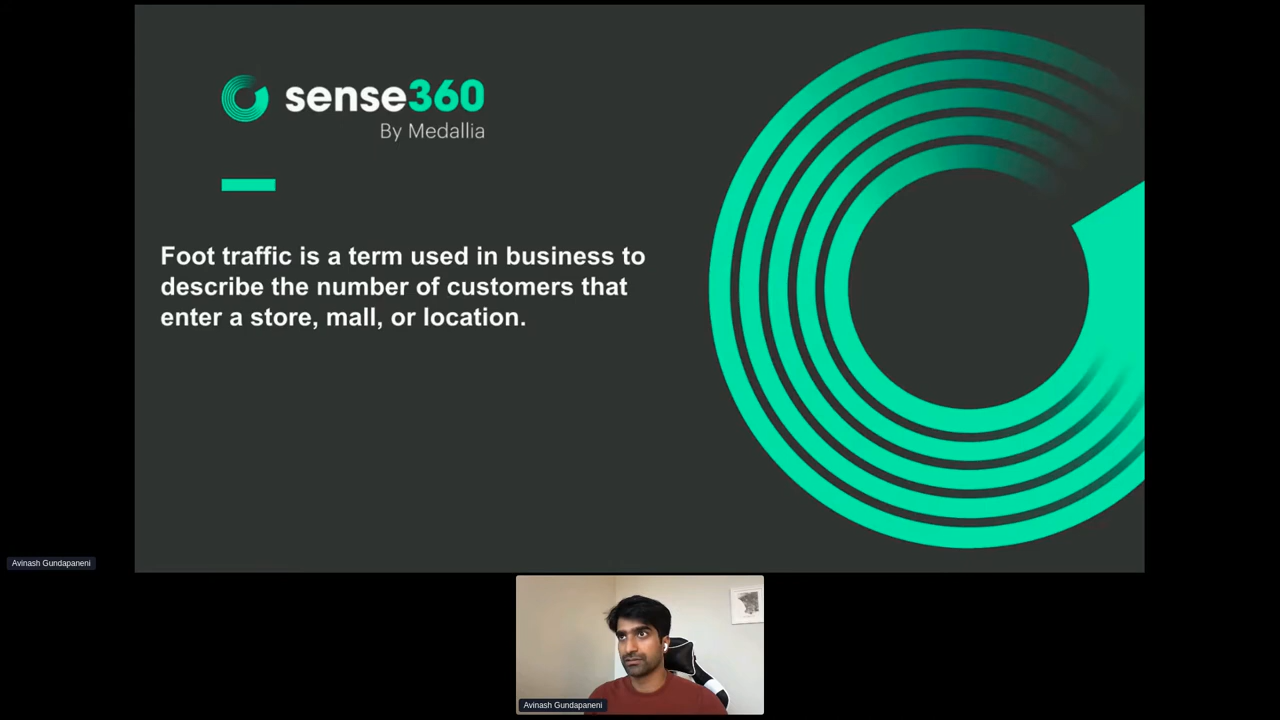 sense360
By Medallia
Foot traffic is a term used in business to
describe the number of customers that
enter a store, mall, or location.
Avinash Gundapaneni
Avinash Gundapaneni